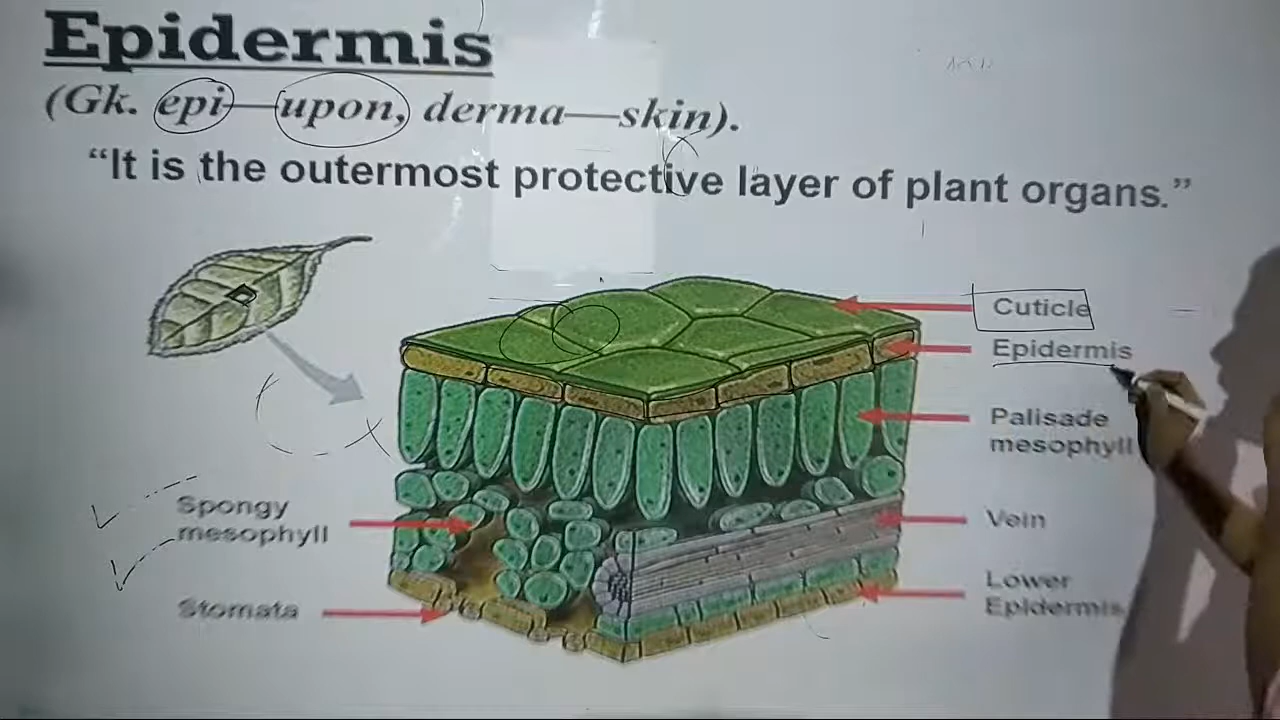 Epidermis
(Gk. epi—upon, derma—skin).
“It is the outermost protective layer of plant organs.”
Cuticle
Epidermis
Palisade
mesophyll
Spongy
mesophyll
Vein
Stomata
Lower
Epidermis